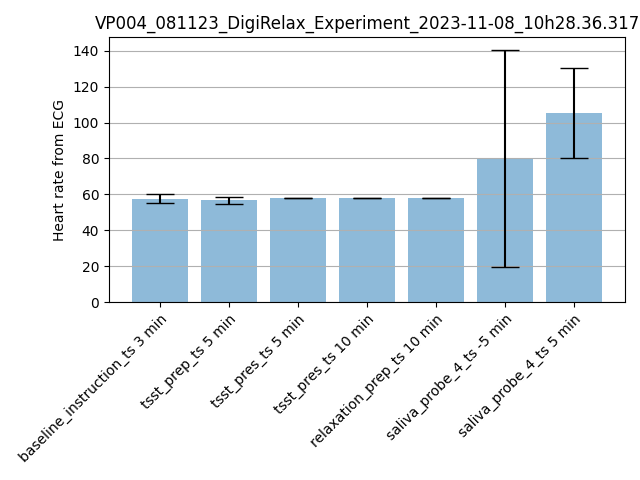 VP004_081123_DigiRelax_Experiment_2023-11-08_10h28.36.317
Heart rate from ECG
140
120
100
80
60
40
20
0
baseline_instruction_ts 3 min
tsst_prep_ts 5 min
tsst_pres_ts 5 min
tsst_pres_ts 10 min
relaxation_prep_ts 10 min
saliva_probe_4_ts -5 min
saliva_probe_4_ts 5 min